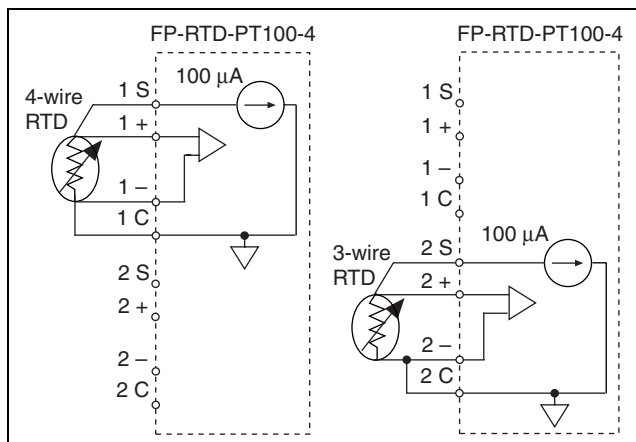 FP-RTD-PT100-4
4-wire
RTD
100 μA
1 S
1 +
1 –
1 C
2 S
2 +
2 –
2 C
FP-RTD-PT100-4
1 S
1 +
1 –
1 C
3-wire
RTD
100 μA
2 S
2 +
2 –
2 C